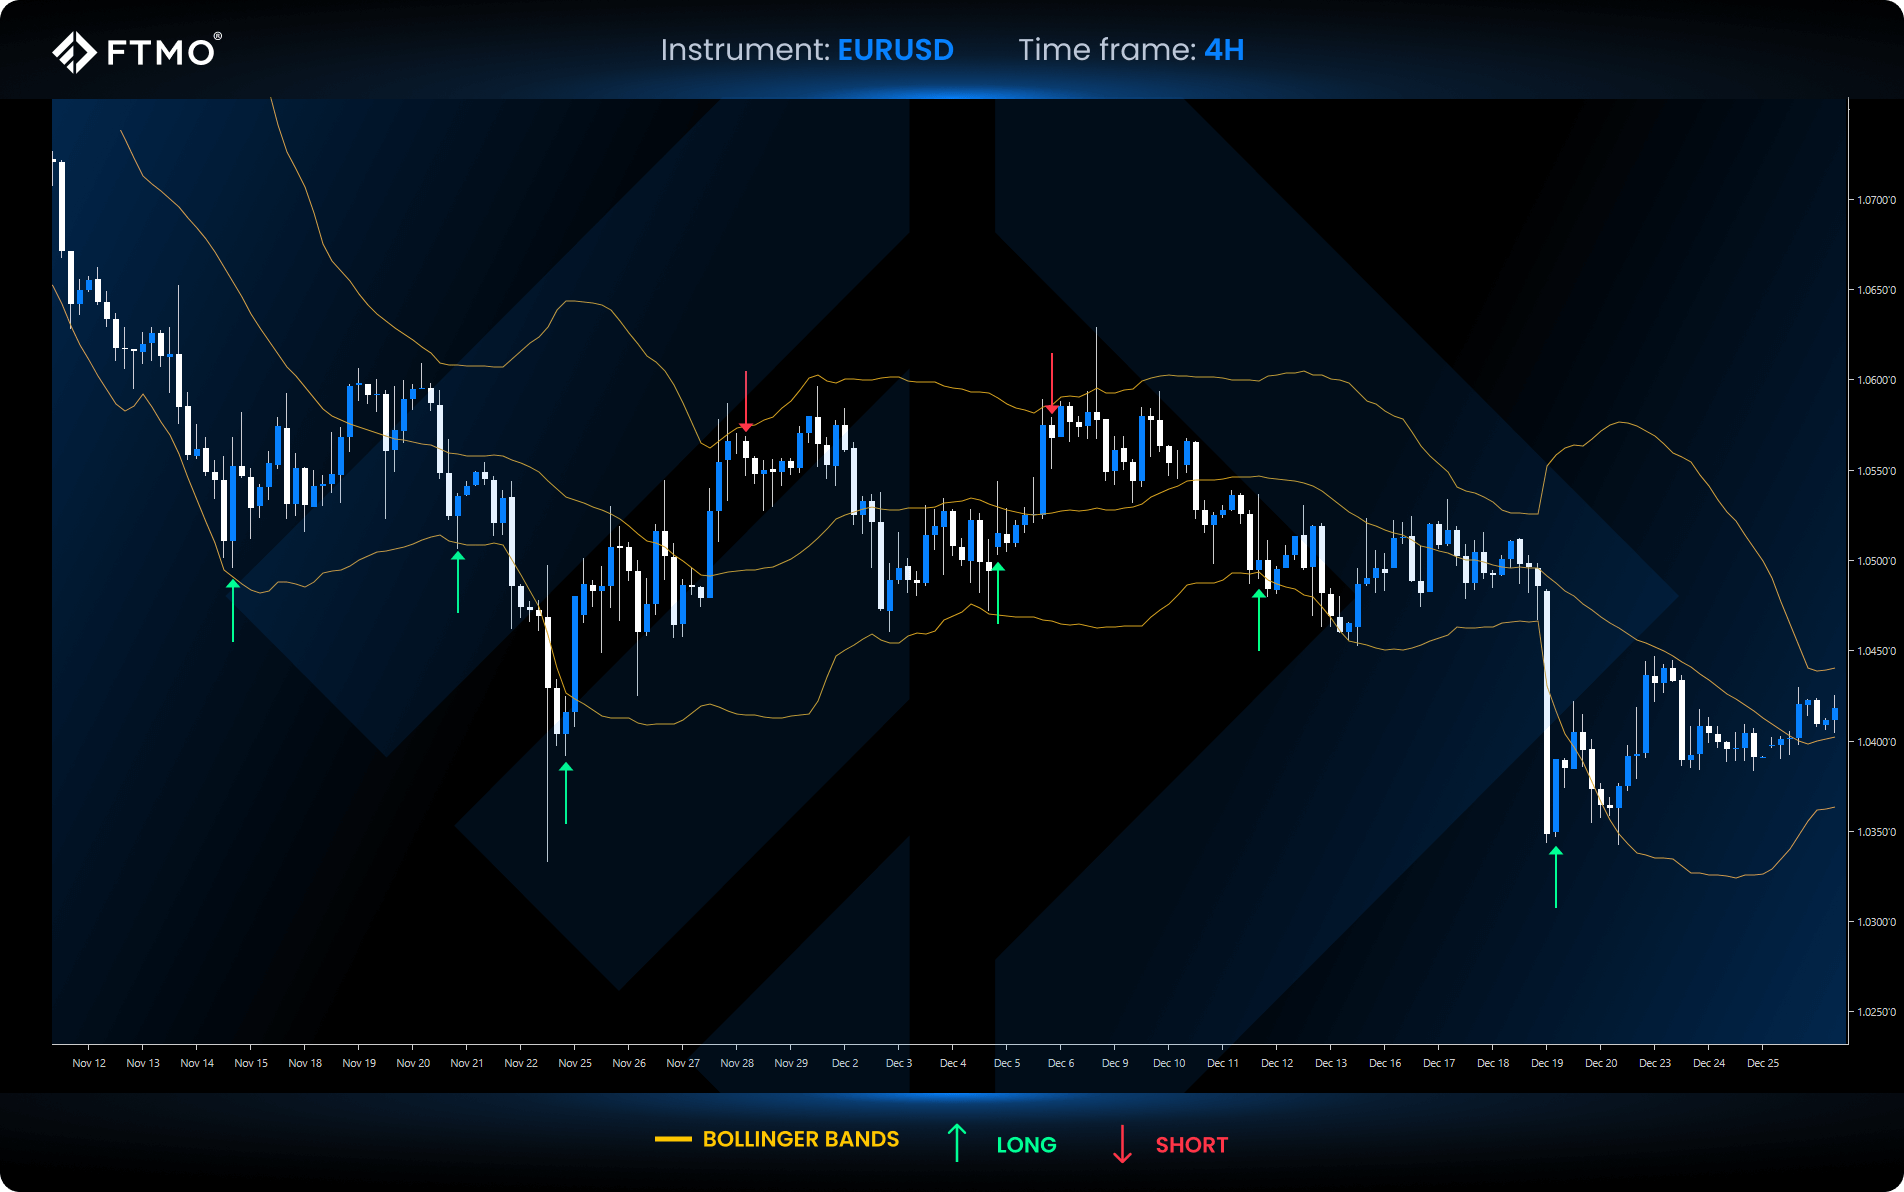 FTMO®
Instrument: EURUSD Time frame: 4H
1.0700'0
1.0650'0
1.0600'0
1.0550'0
1.0500'0
1.0450'0
1.0400'0
1.0350'0
1.0300'0
1.0250'0
Nov 12 Nov 13 Nov 14 Nov 15 Nov 18 Nov 19 Nov 20 Nov 21 Nov 22 Nov 25 Nov 26 Nov 27 Nov 28 Nov 29 Dec 2 Dec 3 Dec 4 Dec 5 Dec 6 Dec 9 Dec 10 Dec 11 Dec 12 Dec 13 Dec 16 Dec 17 Dec 18 Dec 19 Dec 20 Dec 23 Dec 24 Dec 25
BOLLINGER BANDS LONG SHORT